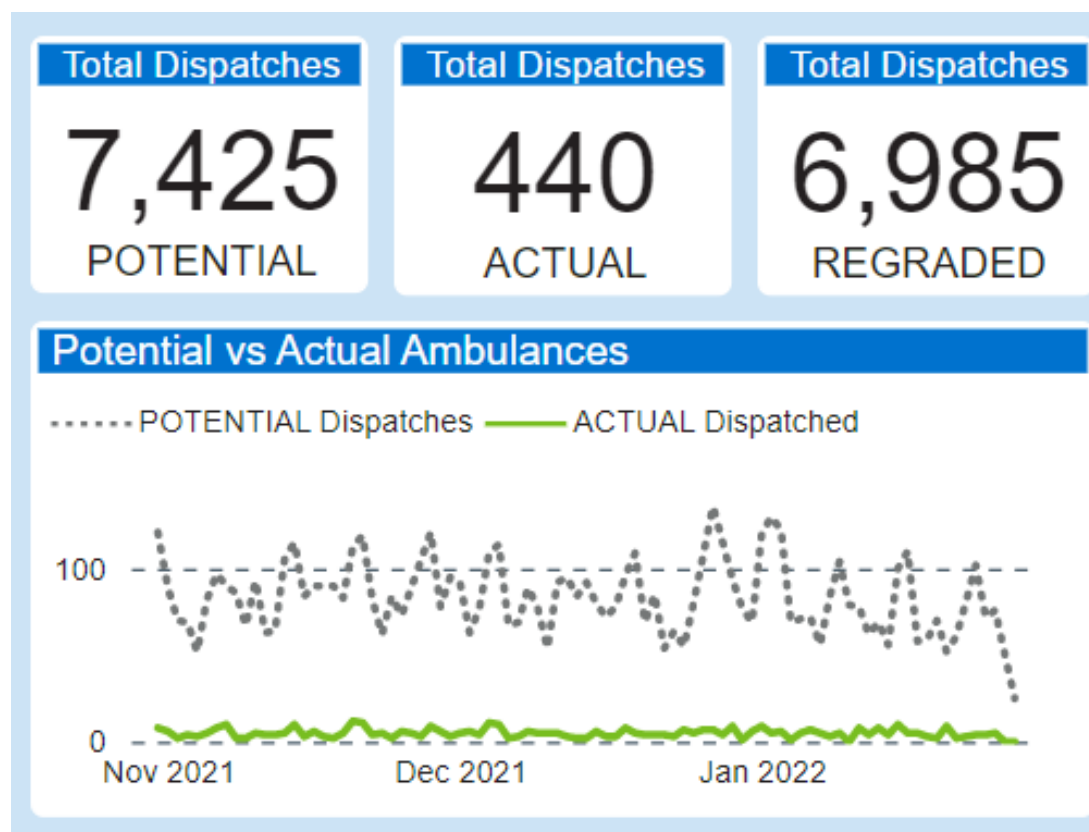 Total Dispatches
7,425
POTENTIAL
Total Dispatches
440
ACTUAL
Total Dispatches
6,985
REGRADED
Potential vs Actual Ambulances
POTENTIAL Dispatches ACTUAL Dispatched
100
0
Nov 2021 Dec 2021 Jan 2022